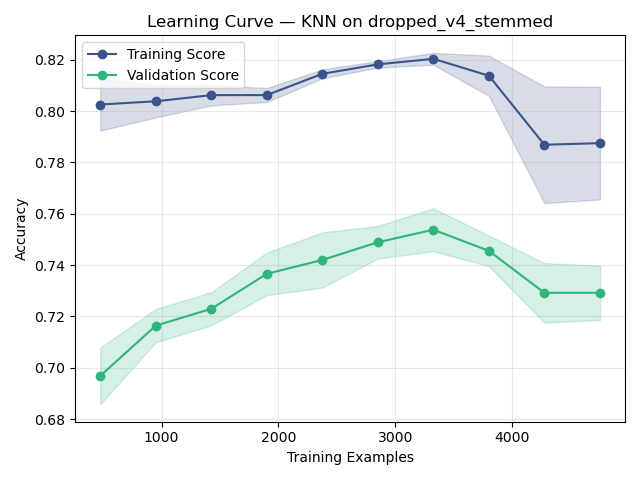 Learning Curve — KNN on dropped_v4_stemmed
Training Score
Validation Score
0.82
0.80
0.78
0.76
0.74
0.72
0.70
0.68
Accuracy
1000 2000 3000 4000
Training Examples